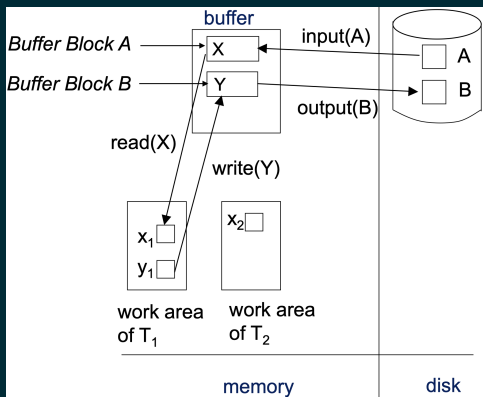 buffer
Buffer Block A
X
input(A)
A
Buffer Block B
Y
B
output(B)
read(X)
write(Y)
x₁
x₂
y₁
work area
of T₁
work area
of T₂
memory
disk